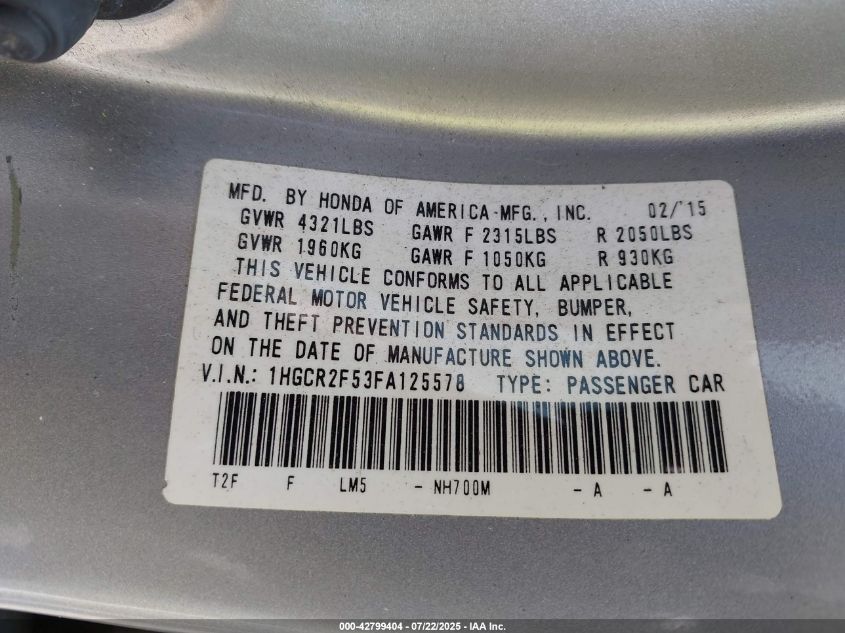 MFD. BY HONDA OF AMERICA MFG., INC. 02/'15
GVWR 4321LBS GAWR F 2315LBS R 2050LBS
GVWR 1960KG GAWR F 1050KG R 930KG
THIS VEHICLE CONFORMS TO ALL APPLICABLE
FEDERAL MOTOR VEHICLE SAFETY, BUMPER,
AND THEFT PREVENTION STANDARDS IN EFFECT
ON THE DATE OF MANUFACTURE SHOWN ABOVE.
V.I.N.: 1HGCR2F53FA125578 TYPE: PASSENGER CAR
T2F F LM5 - NH700M - A - A
000-42799404 - 07/22/2025 - IAA Inc.